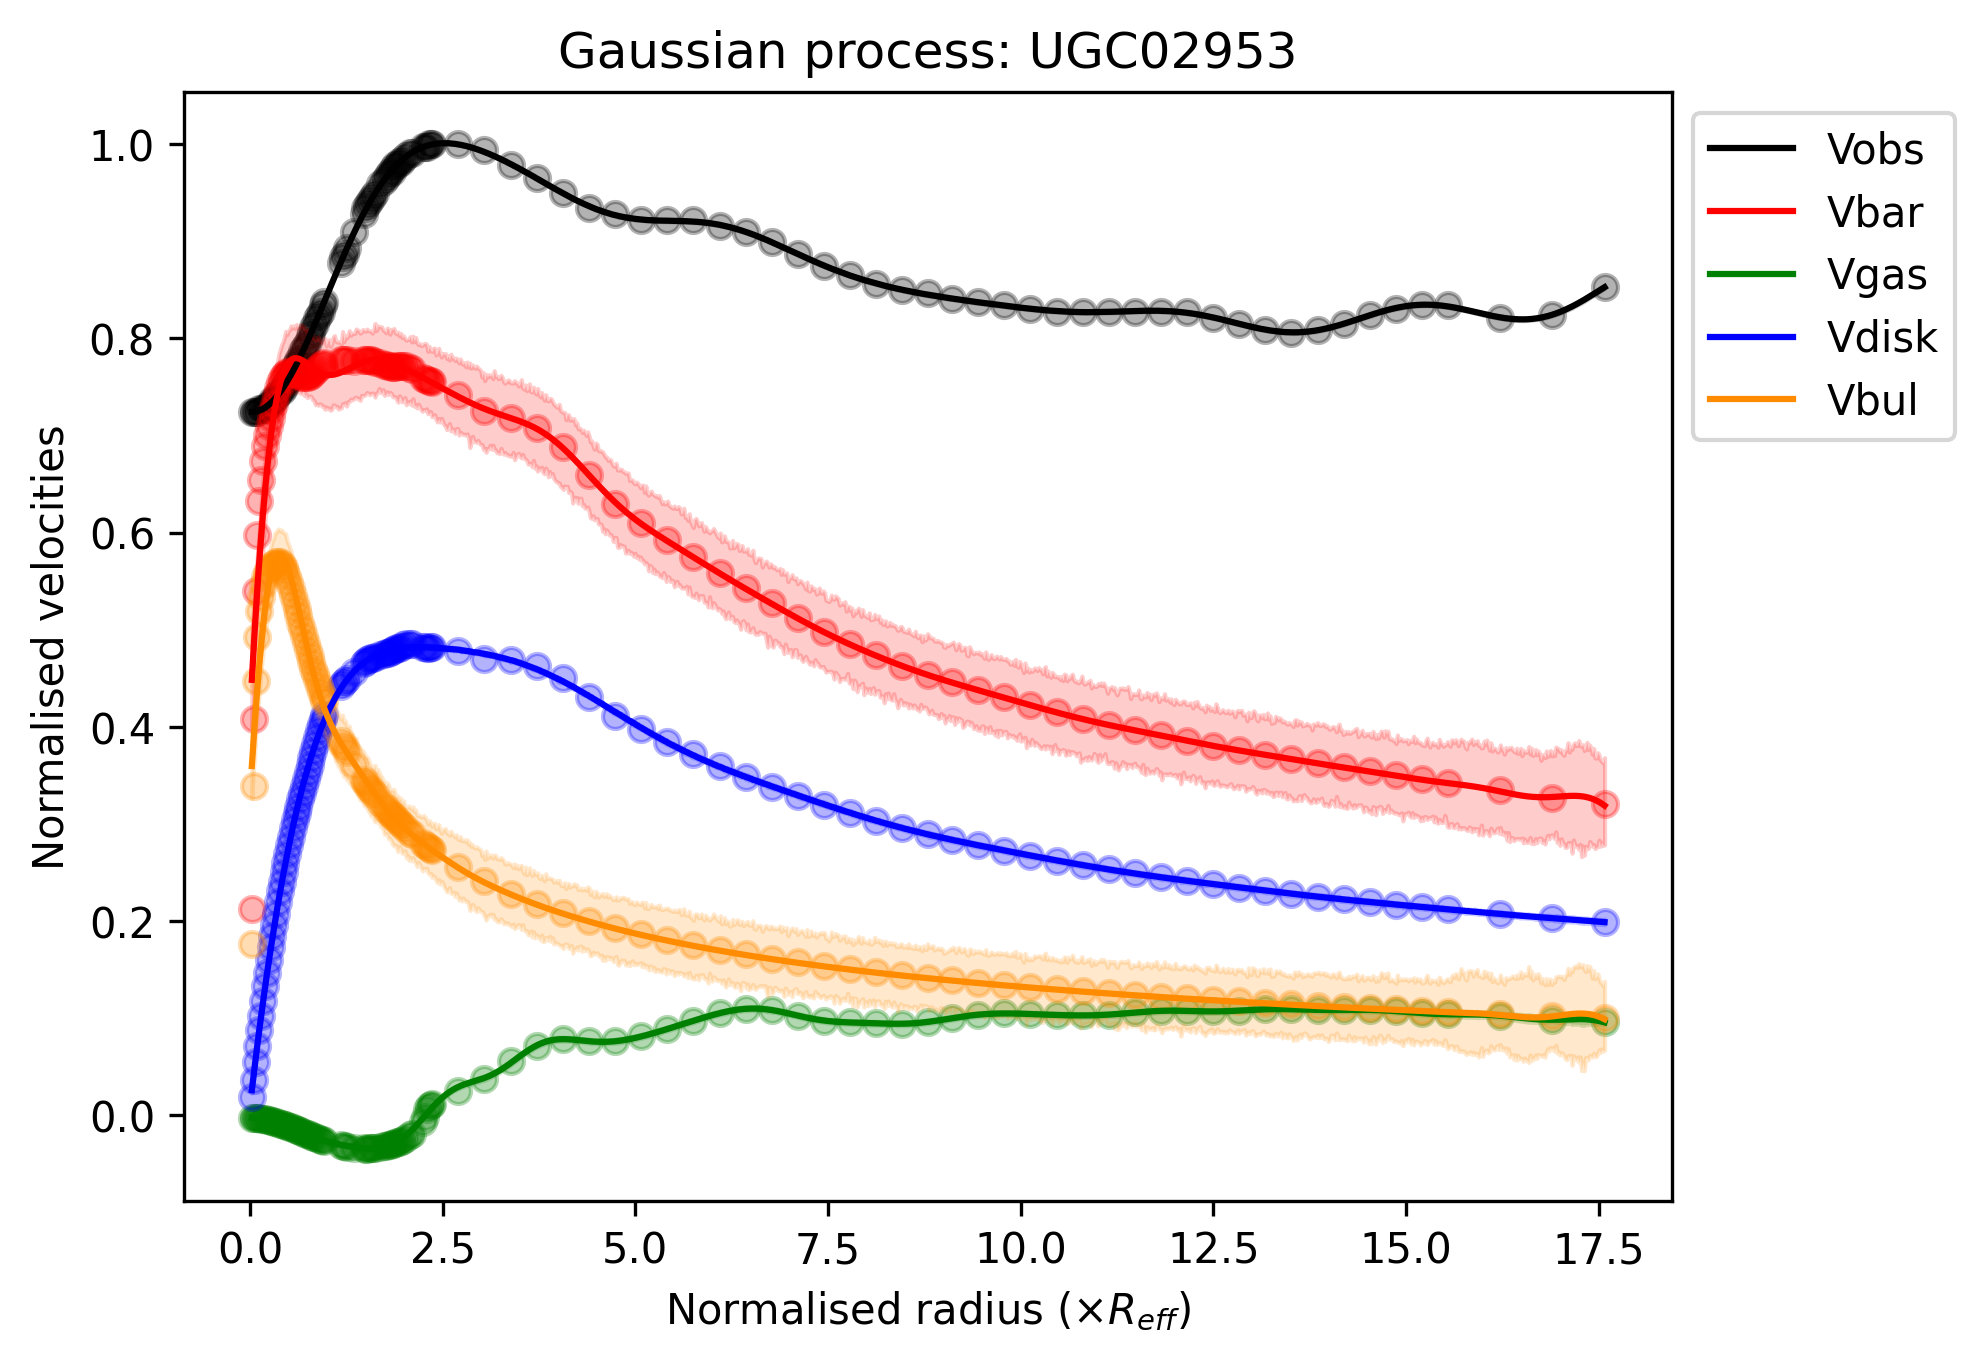 Gaussian process: UGC02953
1.0
0.8
0.6
0.4
0.2
0.0
Normalised velocities
0.0 2.5 5.0 7.5 10.0 12.5 15.0 17.5
Normalised radius (×R_eff)
Vobs
Vbar
Vgas
Vdisk
Vbul